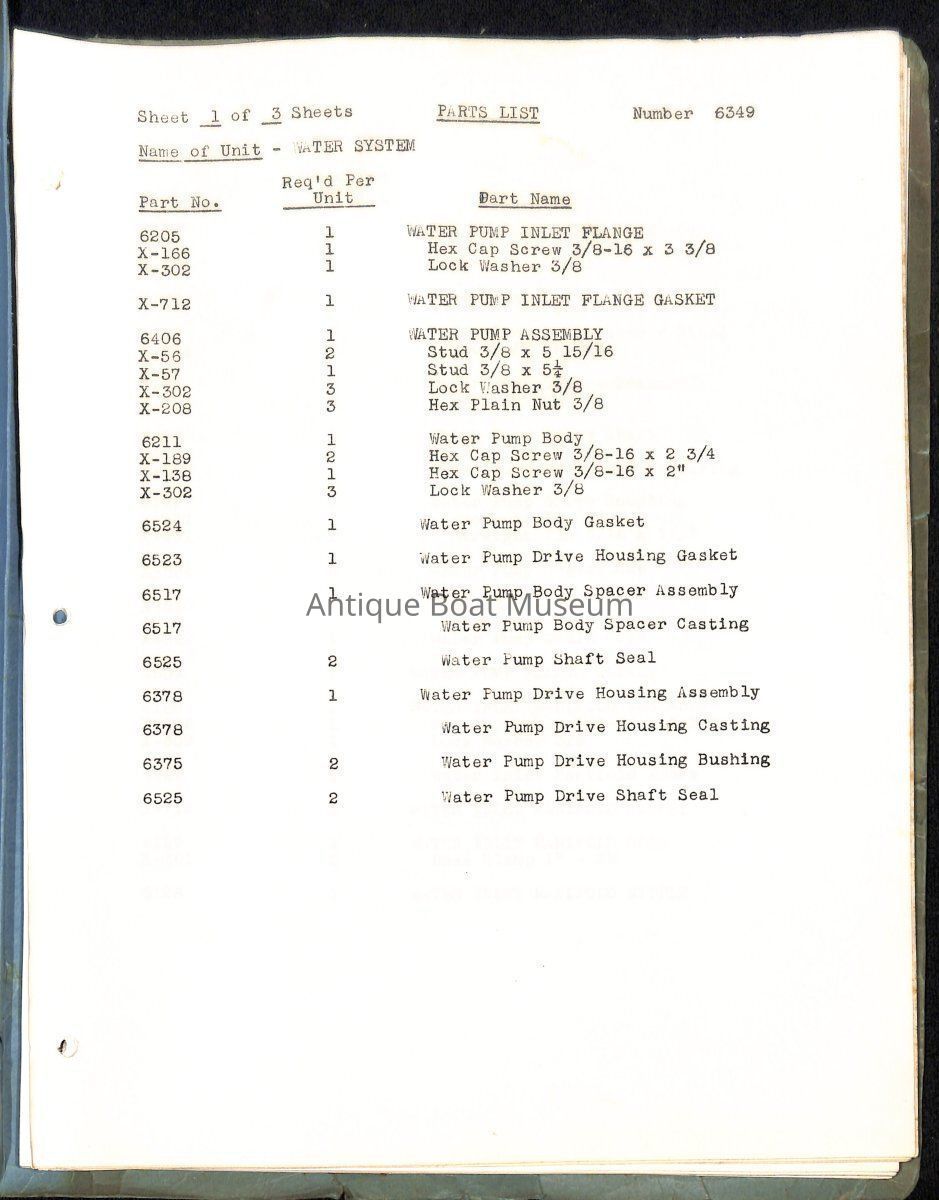 Sheet 1 of 3 Sheets PARTS LIST Number 6349
Name of Unit - WATER SYSTEM
Req'd Per
Part No. Unit Part Name
6205 1 WATER PUMP INLET FLANGE
X-166 1 Hex Cap Screw 3/8-16 x 3 3/8
X-302 1 Lock Washer 3/8
X-712 1 WATER PUMP INLET FLANGE GASKET
6406 1 WATER PUMP ASSEMBLY
X-56 2 Stud 3/8 x 5 15/16
X-57 1 Stud 3/8 x 5¼
X-302 3 Lock Washer 3/8
X-208 3 Hex Plain Nut 3/8
6211 1 Water Pump Body
X-189 2 Hex Cap Screw 3/8-16 x 2 3/4
X-138 1 Hex Cap Screw 3/8-16 x 2"
X-302 3 Lock Washer 3/8
6524 1 Water Pump Body Gasket
6523 1 Water Pump Drive Housing Gasket
6517 1 Water Pump Body Spacer Assembly
Antique Boat Museum
6517 Water Pump Body Spacer Casting
6525 2 Water Pump Shaft Seal
6378 1 Water Pump Drive Housing Assembly
6378 Water Pump Drive Housing Casting
6375 2 Water Pump Drive Housing Bushing
6525 2 Water Pump Drive Shaft Seal